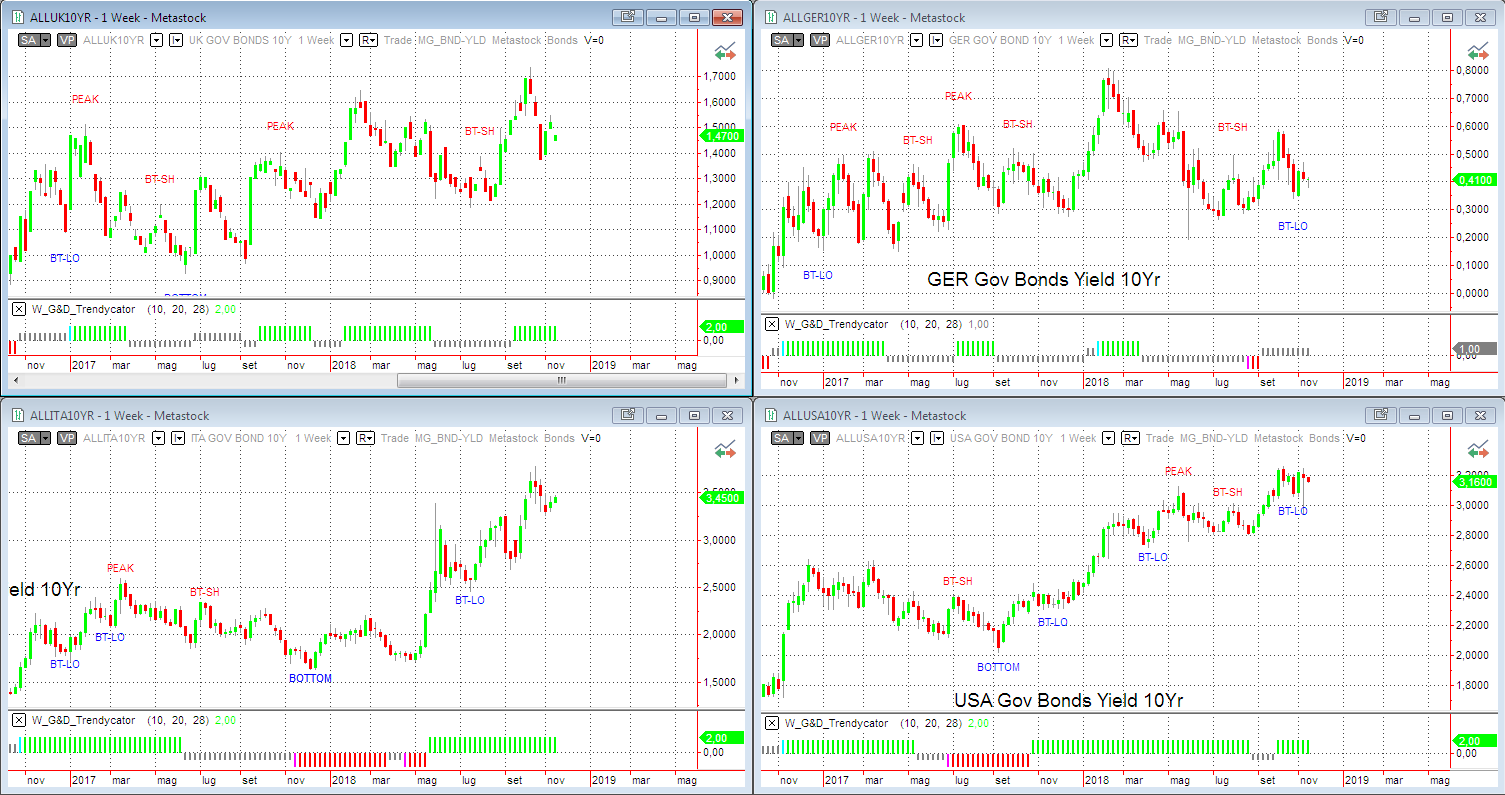 ALLUK10YR - 1 Week - Metastock
SA VP ALLUK10YR UK GOV BONDS 10Y 1 Week R Trade MG_BND-YLD Metastock Bonds V=0
1,7000
PEAK
1,6000
PEAK
BT-SH
1,5000
1,4700
1,4000
BT-SH
1,3000
1,2000
1,1000
BT-LO
1,0000
0,9000
BOTTOM
W_G&D_Trendycator (10, 20, 28) 2,00
2,00
0,00
nov 2017 mar mag lug set nov 2018 mar mag lug set nov 2019 mar mag
ALLGER10YR - 1 Week - Metastock
SA VP ALLGER10YR GER GOV BOND 10Y 1 Week R Trade MG_BND-YLD Metastock Bonds V=0
0,8000
PEAK
0,7000
PEAK
BT-SH
BT-SH
BT-SH
0,6000
0,5000
0,4100
0,3000
BT-LO
0,2000
BT-LO
0,1000
GER Gov Bonds Yield 10Yr
0,0000
W_G&D_Trendycator (10, 20, 28) 1,00
1,00
0,00
nov 2017 mar mag lug set nov 2018 mar mag lug set nov 2019 mar mag
ALLITA10YR - 1 Week - Metastock
SA VP ALLITA10YR ITA GOV BOND 10Y 1 Week R Trade MG_BND-YLD Metastock Bonds V=0
3,4500
3,0000
PEAK
eld 10Yr
2,5000
BT-SH
BT-LO
BT-LO
2,0000
BT-LO
BOTTOM
1,5000
W_G&D_Trendycator (10, 20, 28) 2,00
2,00
0,00
nov 2017 mar mag lug set nov 2018 mar mag lug set nov 2019 mar mag
ALLUSA10YR - 1 Week - Metastock
SA VP ALLUSA10YR USA GOV BOND 10Y 1 Week R Trade MG_BND-YLD Metastock Bonds V=0
PEAK
3,2000
3,1600
BT-SH
3,0000
BT-LO
2,8000
BT-LO
2,6000
BT-SH
2,4000
BT-LO
2,2000
BOTTOM
2,0000
1,8000
USA Gov Bonds Yield 10Yr
W_G&D_Trendycator (10, 20, 28) 2,00
2,00
0,00
nov 2017 mar mag lug set nov 2018 mar mag lug set nov 2019 mar mag